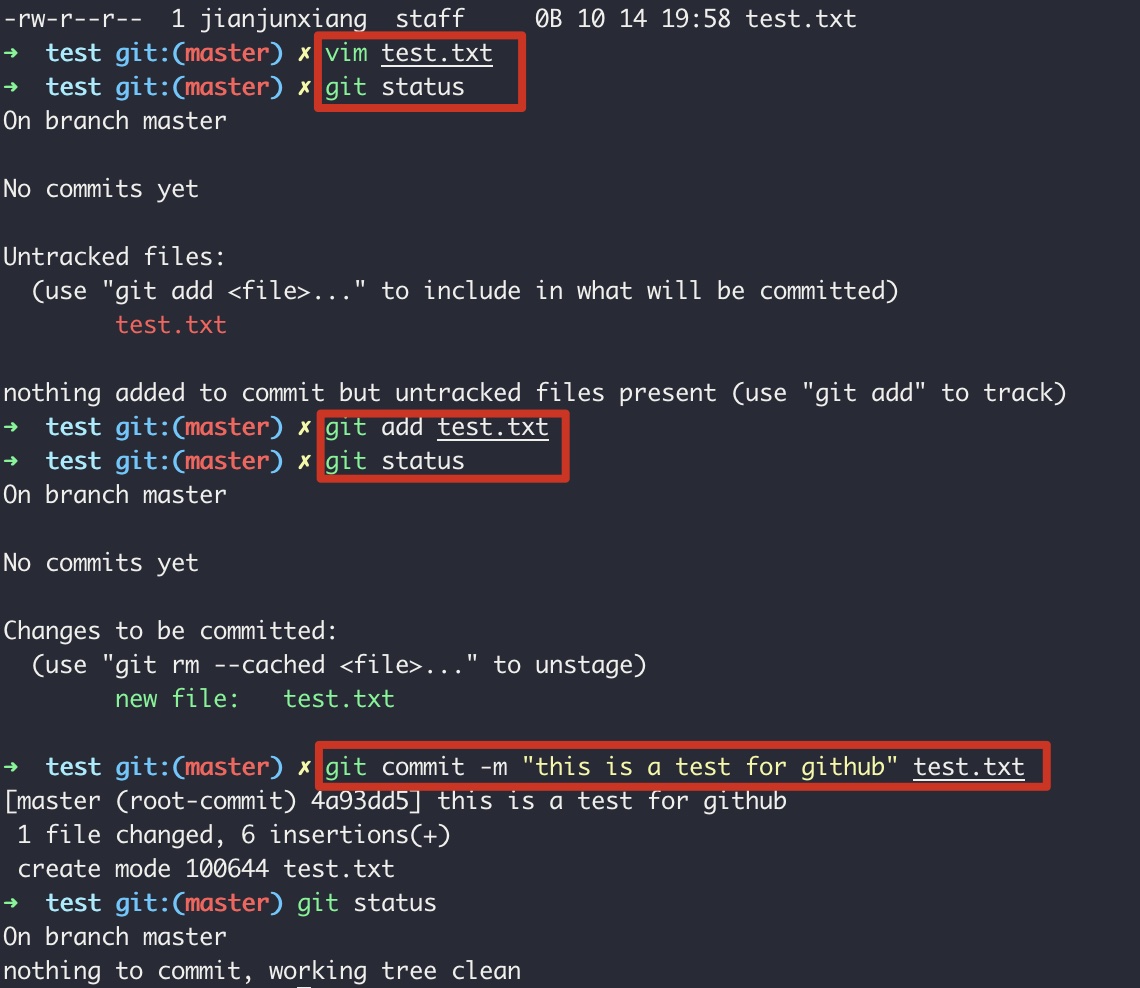 -rw-r--r--  1 jianjunxiang  staff     0B 10 14 19:58 test.txt
→  test git:(master) ✗ vim test.txt
→  test git:(master) ✗ git status
On branch master
No commits yet
Untracked files:
  (use "git add <file>..." to include in what will be committed)
        test.txt
nothing added to commit but untracked files present (use "git add" to track)
→  test git:(master) ✗ git add test.txt
→  test git:(master) ✗ git status
On branch master
No commits yet
Changes to be committed:
  (use "git rm --cached <file>..." to unstage)
        new file:   test.txt
→  test git:(master) ✗ git commit -m "this is a test for github" test.txt
[master (root-commit) 4a93dd5] this is a test for github
 1 file changed, 6 insertions(+)
 create mode 100644 test.txt
→  test git:(master) git status
On branch master
nothing to commit, working tree clean